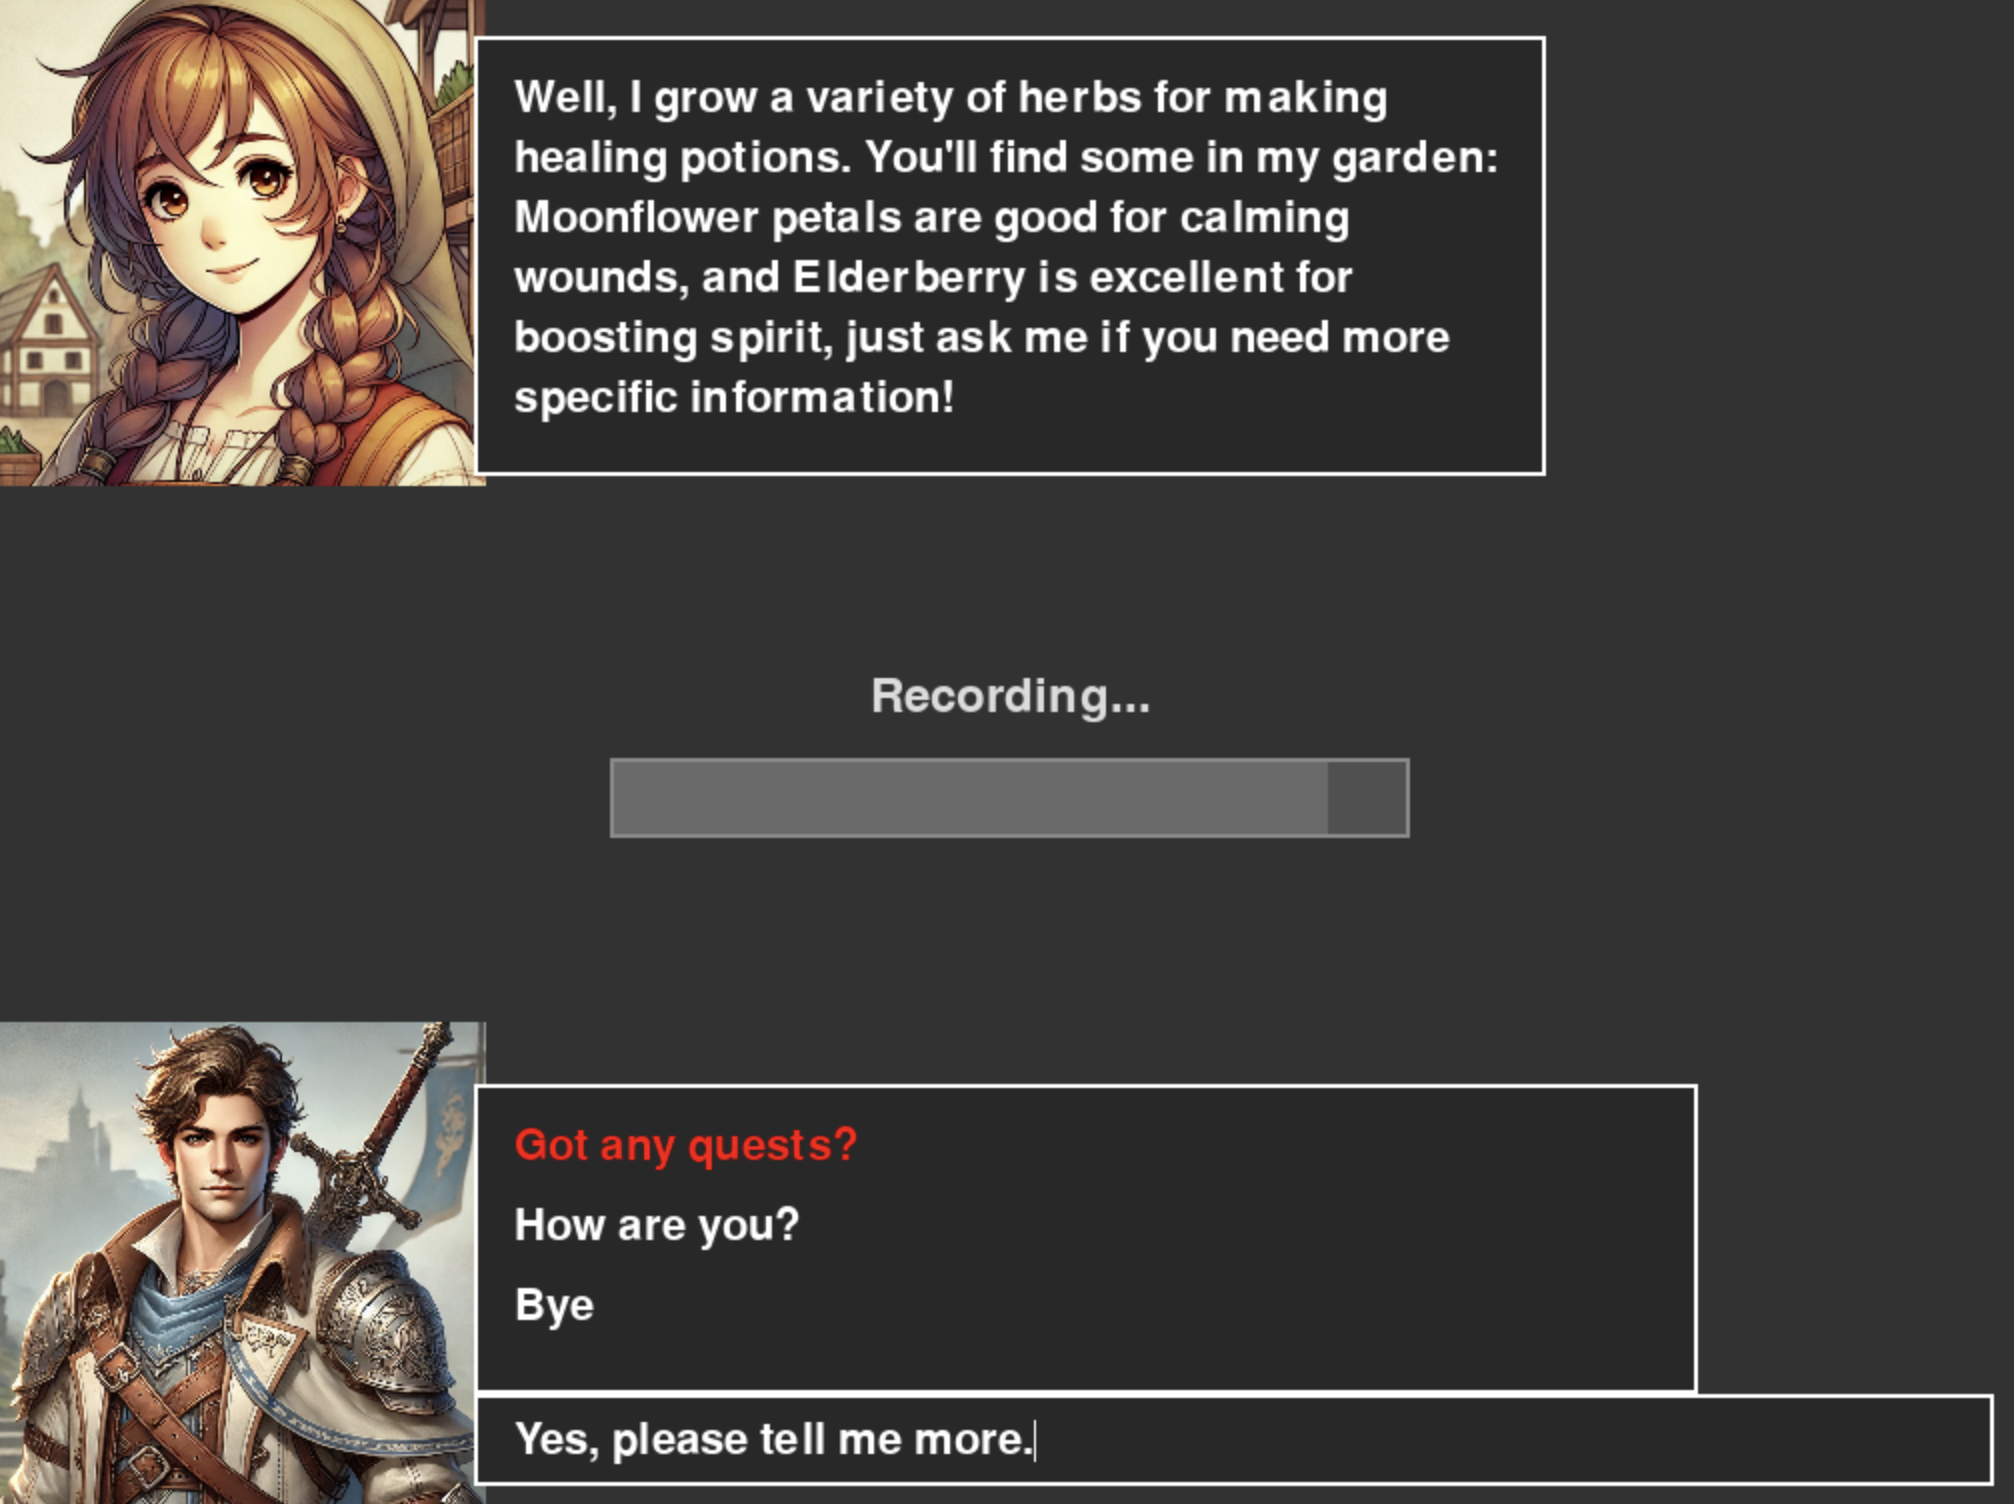 Well, I grow a variety of herbs for making
healing potions. You'll find some in my garden:
Moonflower petals are good for calming
wounds, and Elderberry is excellent for
boosting spirit, just ask me if you need more
specific information!
Recording...
Got any quests?
How are you?
Bye
Yes, please tell me more.